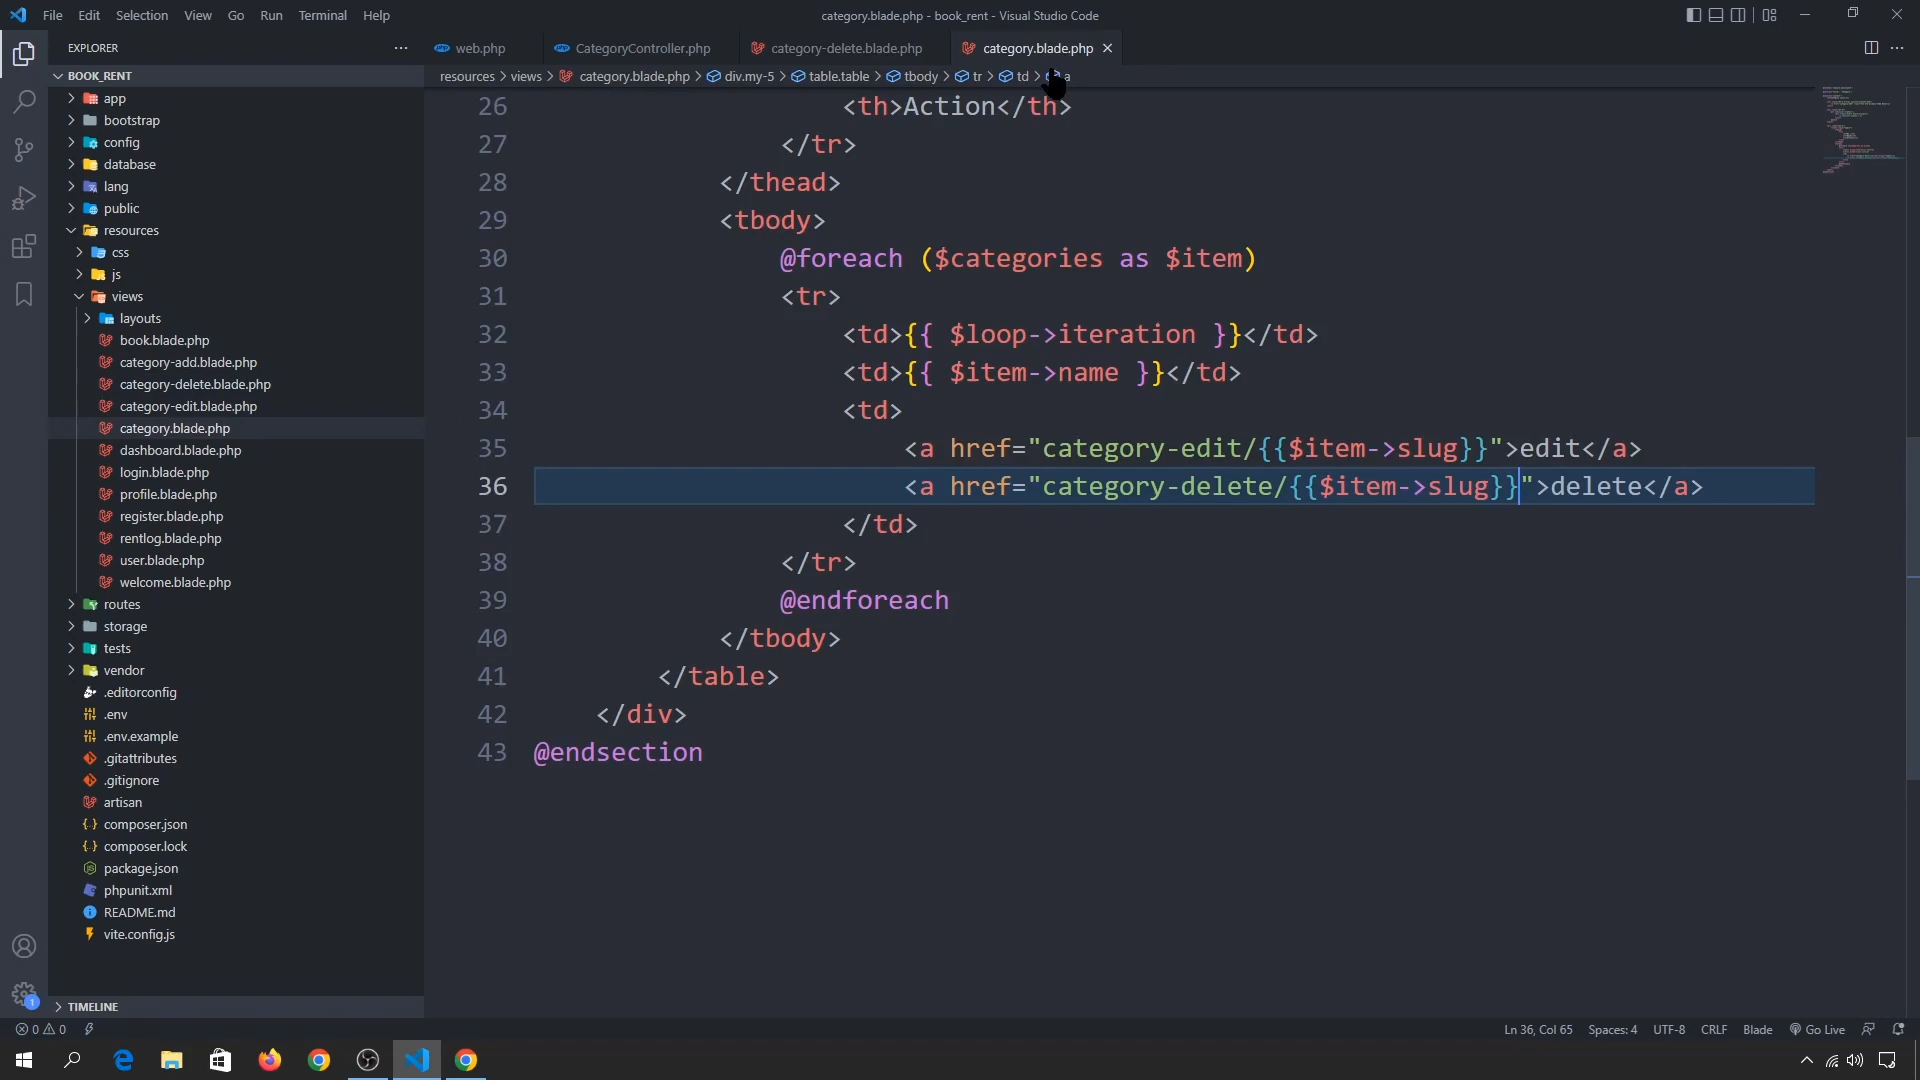 File Edit Selection View Go Run Terminal Help
category.blade.php - book_rent - Visual Studio Code
EXPLORER
web.php CategoryController.php category-delete.blade.php category.blade.php
BOOK_RENT
resources > views > category.blade.php > div.my-5 > table.table > tbody > tr > td > a
app
bootstrap
config
database
lang
public
resources
css
js
views
layouts
book.blade.php
category-add.blade.php
category-delete.blade.php
category-edit.blade.php
category.blade.php
dashboard.blade.php
login.blade.php
profile.blade.php
register.blade.php
rentlog.blade.php
user.blade.php
welcome.blade.php
routes
storage
tests
vendor
.editorconfig
.env
.env.example
.gitattributes
.gitignore
artisan
composer.json
composer.lock
package.json
phpunit.xml
README.md
vite.config.js
TIMELINE
26 <th>Action</th>
27 </tr>
28 </thead>
29 <tbody>
30 @foreach ($categories as $item)
31 <tr>
32 <td>{{ $loop->iteration }}</td>
33 <td>{{ $item->name }}</td>
34 <td>
35 <a href="category-edit/{{$item->slug}}">edit</a>
36 <a href="category-delete/{{$item->slug}}">delete</a>
37 </td>
38 </tr>
39 @endforeach
40 </tbody>
41 </table>
42 </div>
43 @endsection
0 0
Ln 36, Col 65 Spaces: 4 UTF-8 CRLF Blade Go Live
1